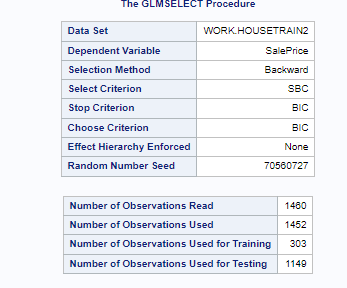 The GLMSELECT Procedure
Data Set WORK.HOUSETRAIN2
Dependent Variable SalePrice
Selection Method Backward
Select Criterion SBC
Stop Criterion BIC
Choose Criterion BIC
Effect Hierarchy Enforced None
Random Number Seed 70560727
Number of Observations Read 1460
Number of Observations Used 1452
Number of Observations Used for Training 303
Number of Observations Used for Testing 1149